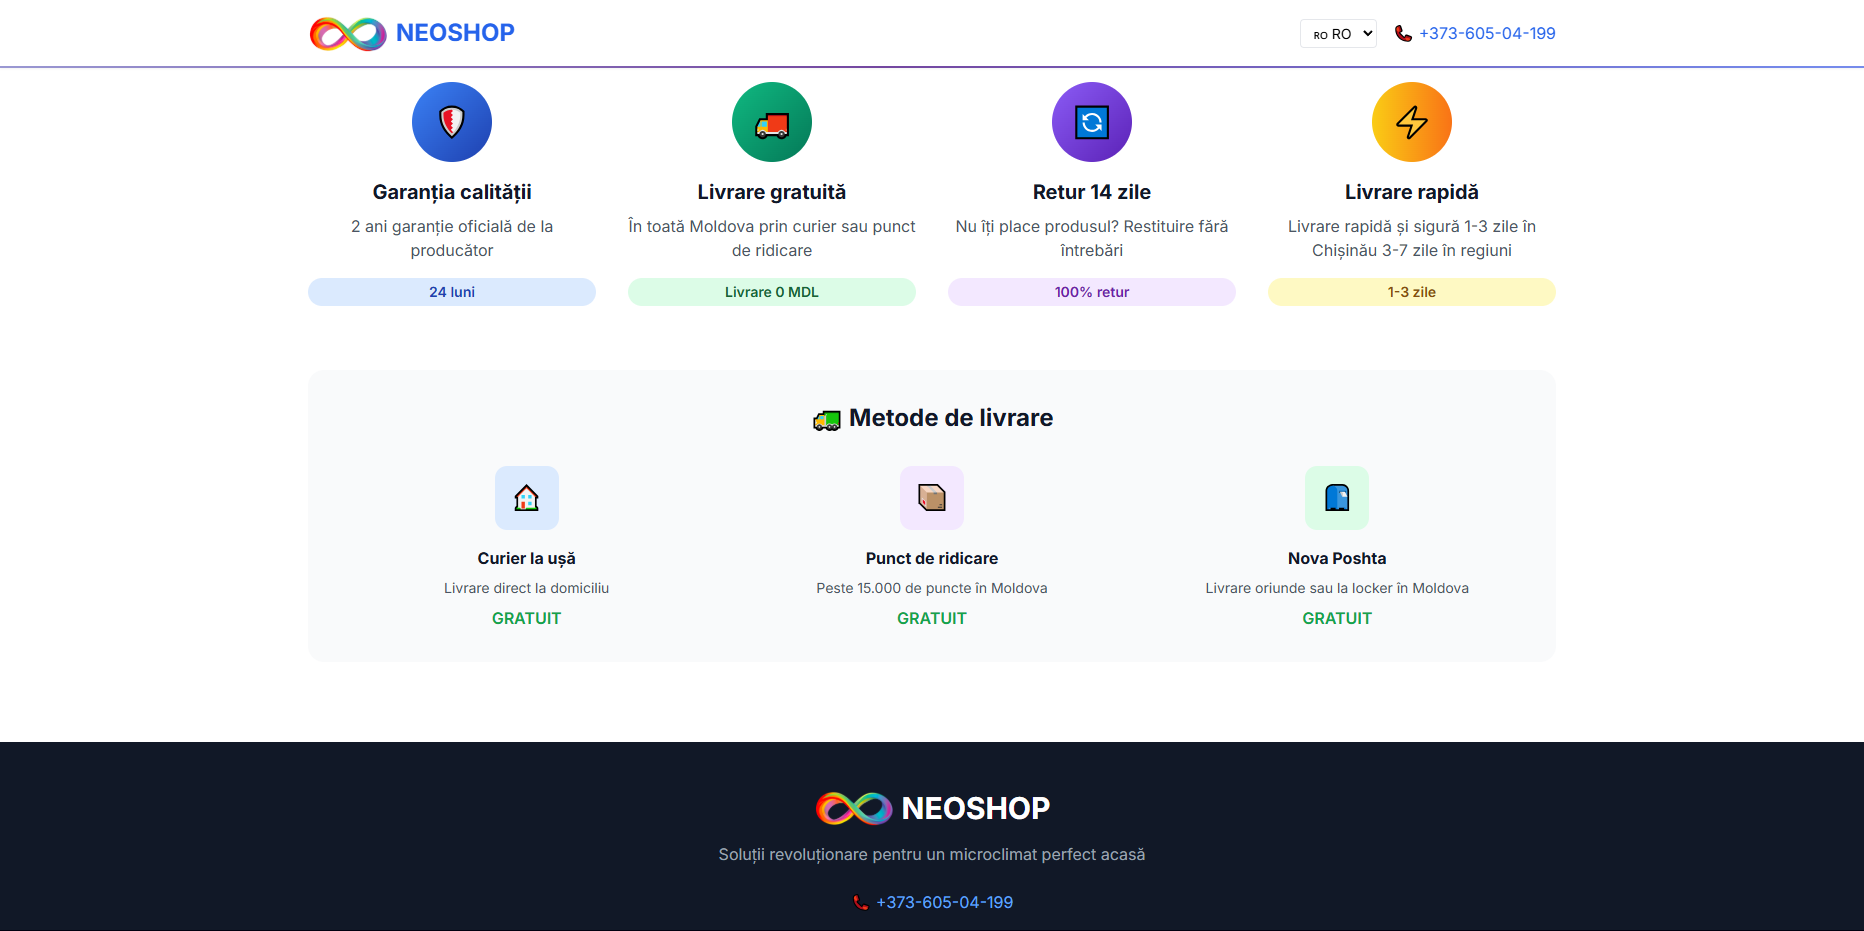 NEOSHOP
RO RO
+373-605-04-199
Garanția calității
2 ani garanție oficială de la
producător
24 luni
Livrare gratuită
În toată Moldova prin curier sau punct
de ridicare
Livrare 0 MDL
Retur 14 zile
Nu îți place produsul? Restituire fără
întrebări
100% retur
Livrare rapidă
Livrare rapidă și sigură 1-3 zile în
Chișinău 3-7 zile în regiuni
1-3 zile
Metode de livrare
Curier la ușă
Livrare direct la domiciliu
GRATUIT
Punct de ridicare
Peste 15.000 de puncte în Moldova
GRATUIT
Nova Poshta
Livrare oriunde sau la locker în Moldova
GRATUIT
NEOSHOP
Soluții revoluționare pentru un microclimat perfect acasă
+373-605-04-199